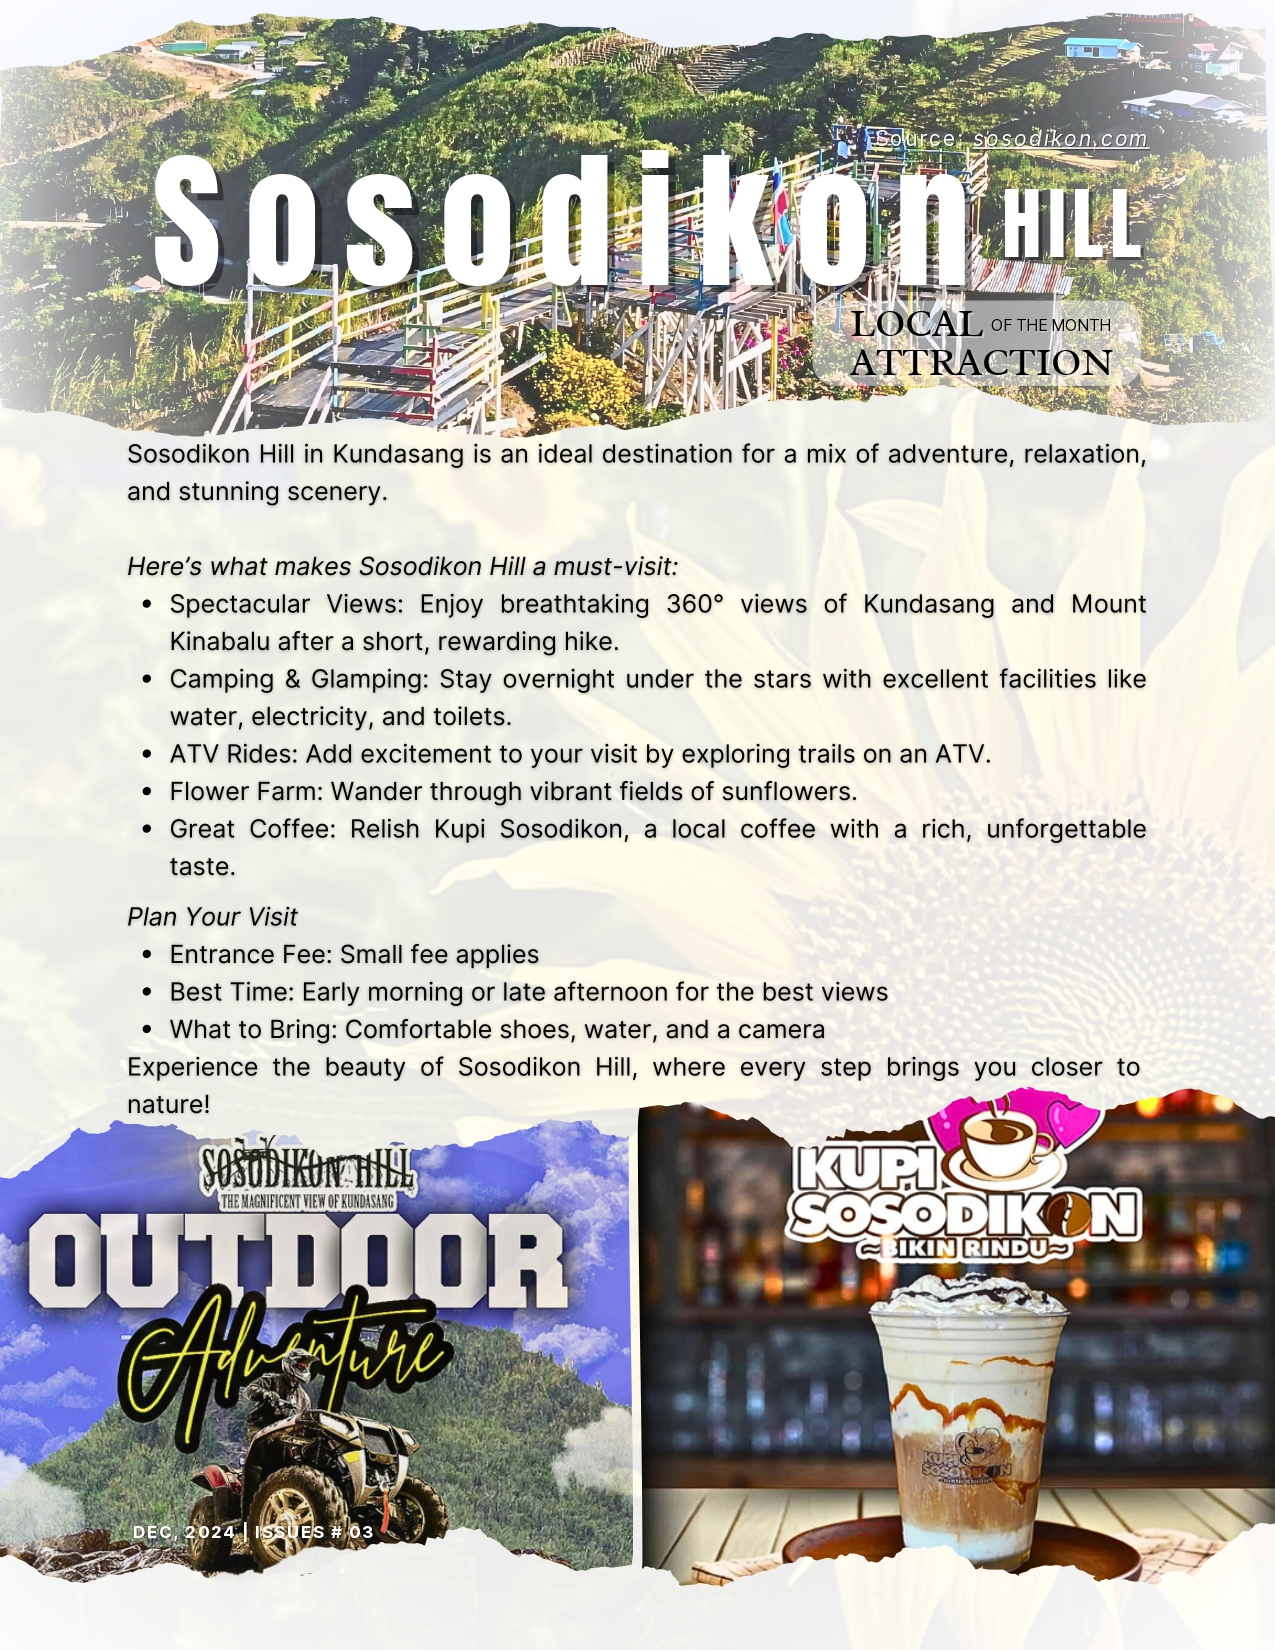 Source: sosodikon.com
Sosodikon HILL
LOCAL OF THE MONTH
ATTRACTION
Sosodikon Hill in Kundasang is an ideal destination for a mix of adventure, relaxation,
and stunning scenery.
Here’s what makes Sosodikon Hill a must-visit:
• Spectacular Views: Enjoy breathtaking 360° views of Kundasang and Mount
Kinabalu after a short, rewarding hike.
• Camping & Glamping: Stay overnight under the stars with excellent facilities like
water, electricity, and toilets.
• ATV Rides: Add excitement to your visit by exploring trails on an ATV.
• Flower Farm: Wander through vibrant fields of sunflowers.
• Great Coffee: Relish Kupi Sosodikon, a local coffee with a rich, unforgettable
taste.
Plan Your Visit
• Entrance Fee: Small fee applies
• Best Time: Early morning or late afternoon for the best views
• What to Bring: Comfortable shoes, water, and a camera
Experience the beauty of Sosodikon Hill, where every step brings you closer to
nature!
SOSODIKON HILL
THE MAGNIFICENT VIEW OF KUNDASANG
OUTDOOR
Adventure
DEC, 2024 | ISSUES # 03
KUPI
SOSODIKON
~BIKIN RINDU~
KUPI
SOSODIKON